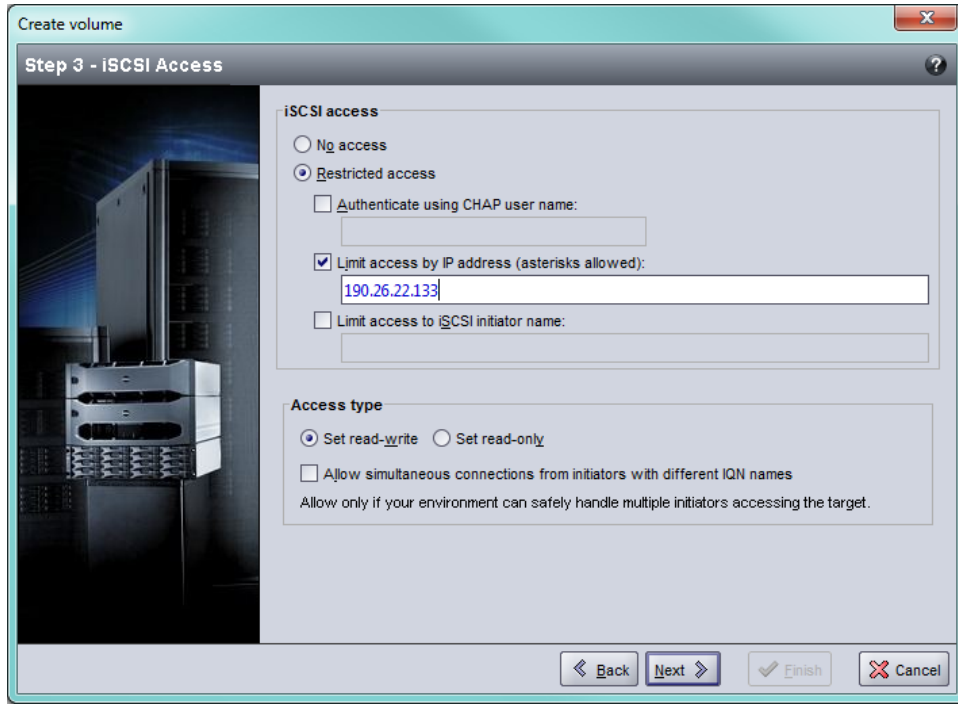 Create volume
Step 3 - iSCSI Access
?
iSCSI access
No access
Restricted access
Authenticate using CHAP user name:
Limit access by IP address (asterisks allowed):
190.26.22.133
Limit access to iSCSI initiator name:
Access type
Set read-write Set read-only
Allow simultaneous connections from initiators with different IQN names
Allow only if your environment can safely handle multiple initiators accessing the target.
Back Next Finish Cancel